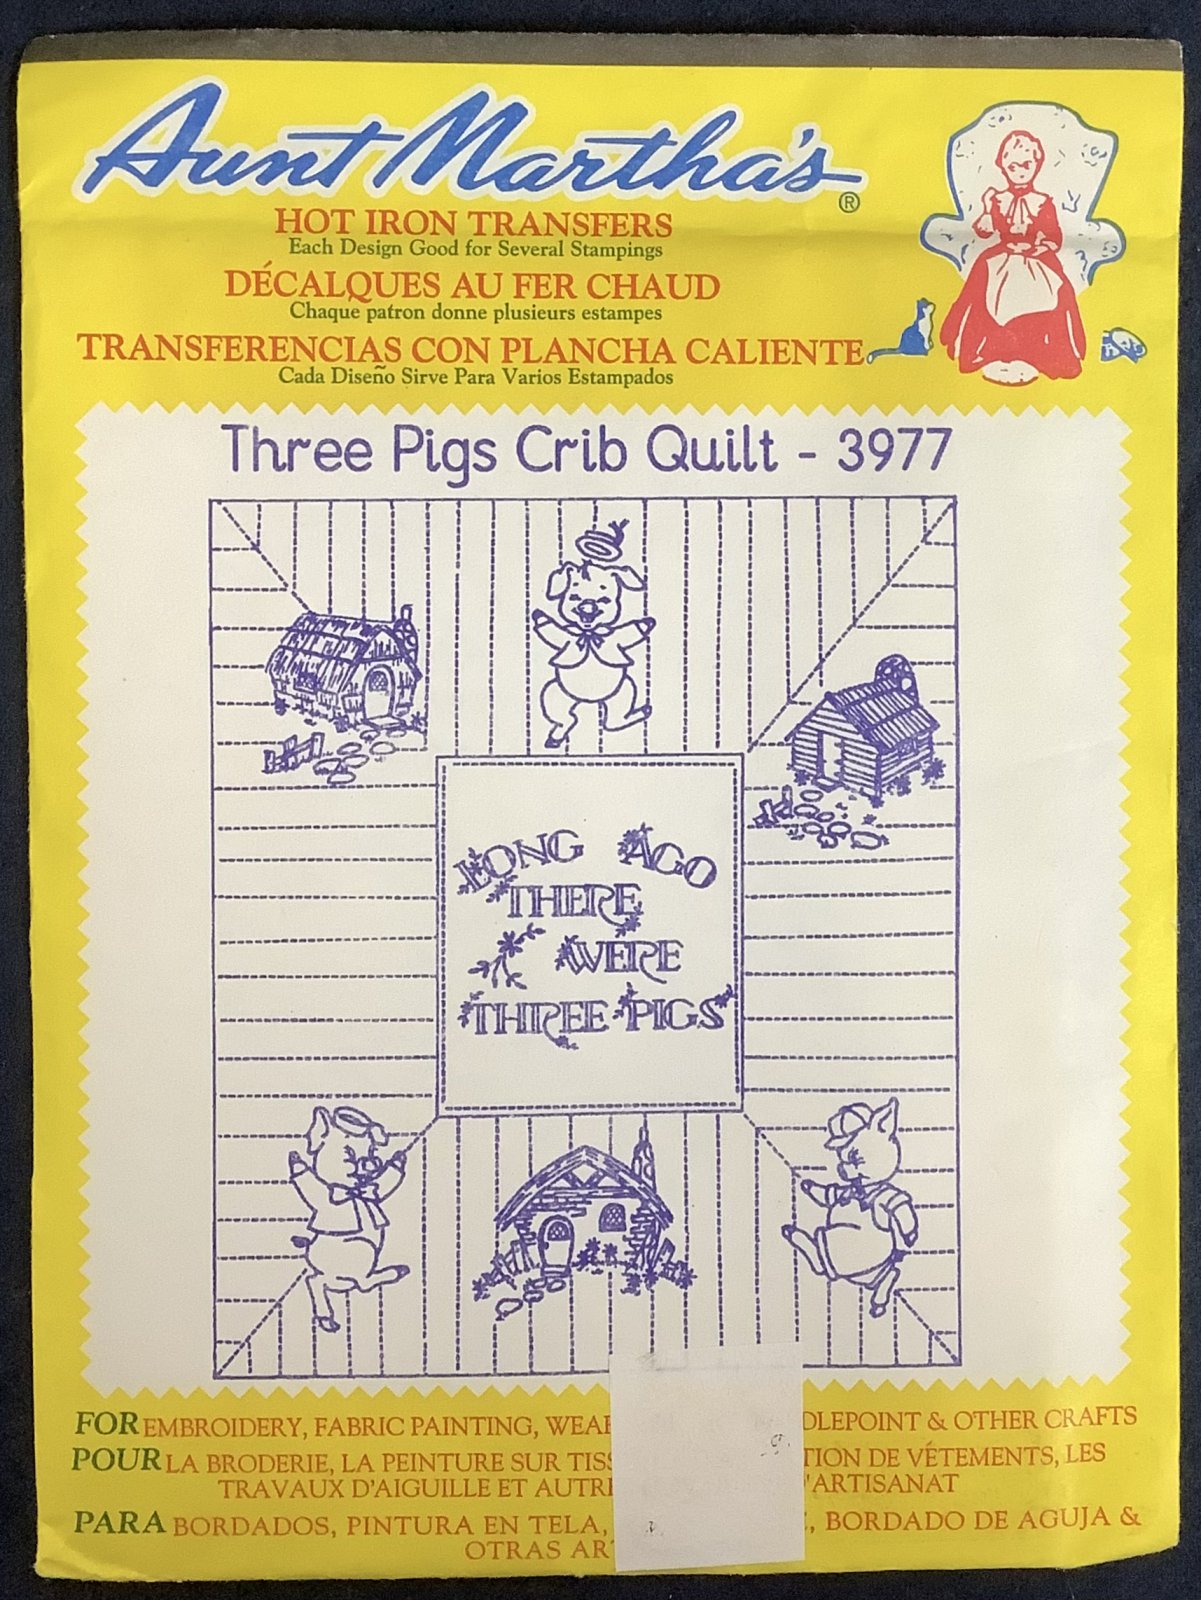 Aunt Martha's®
HOT IRON TRANSFERS
Each Design Good for Several Stampings
DÉCALQUES AU FER CHAUD
Chaque patron donne plusieurs estampes
TRANSFERENCIAS CON PLANCHA CALIENTE
Cada Diseño Sirve Para Varios Estampados
Three Pigs Crib Quilt - 3977
LONG AGO
THERE
WERE
THREE PIGS
FOR EMBROIDERY, FABRIC PAINTING, & OTHER CRAFTS
POUR LA BRODERIE, LA PEINTURE SUR DE VÉTEMENTS, LES
TRAVAUX D'AIGUILLE ET D'ARTISANAT
PARA BORDADOS, PINTURA EN TELA, BORDADO DE AGUJA &
OTRAS